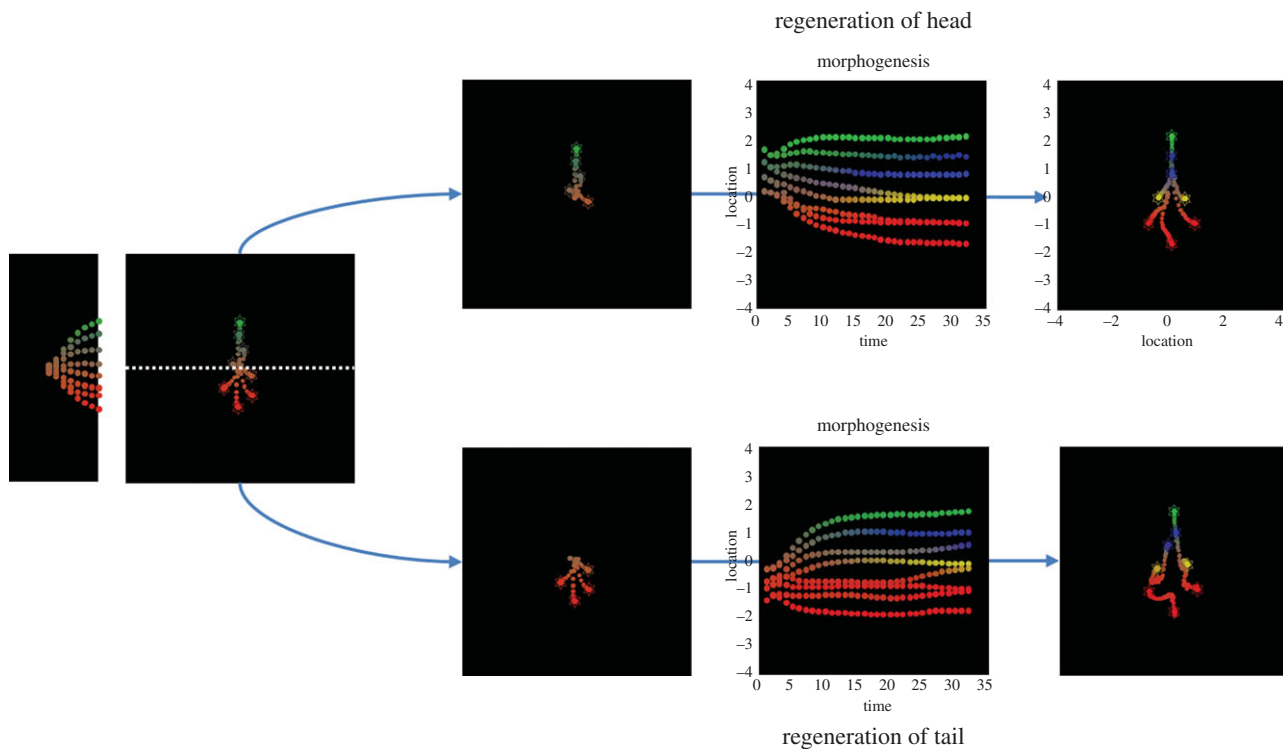 regeneration of head
morphogenesis
4
3
2
1
0
–1
–2
–3
–4
location
0 5 10 15 20 25 30 35
time
4
3
2
1
0
–1
–2
–3
–4
–4 –2 0 2 4
location
morphogenesis
4
3
2
1
0
–1
–2
–3
–4
location
0 5 10 15 20 25 30 35
time
regeneration of tail